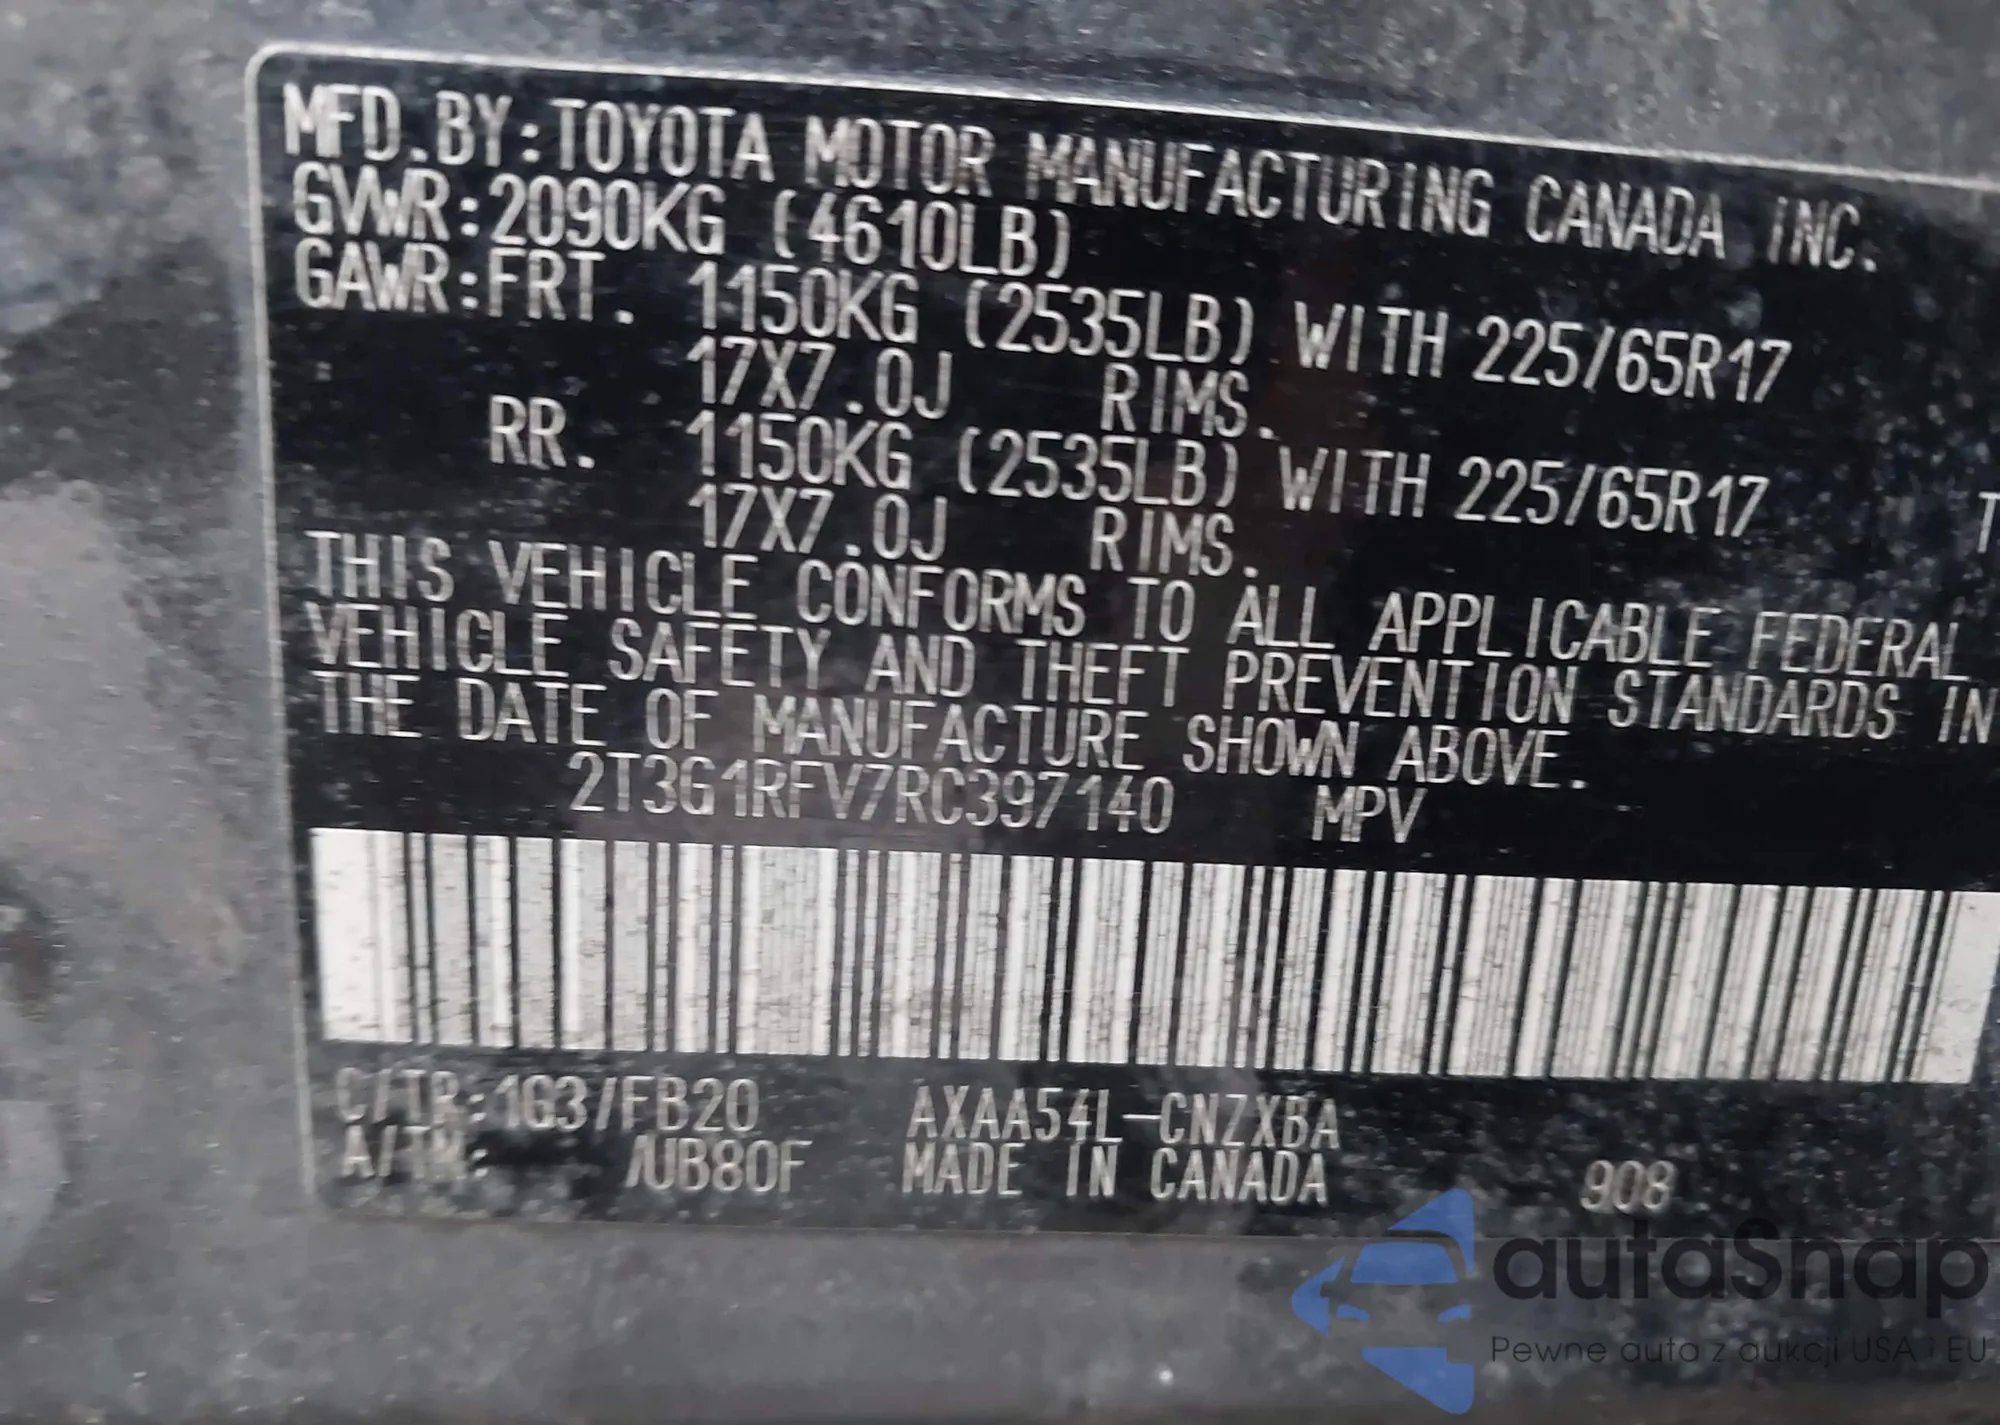 MFD.BY:TOYOTA MOTOR MANUFACTURING CANADA INC.
GVWR:2090KG (4610LB)
GAWR:FRT. 1150KG (2535LB) WITH 225/65R17
17X7.0J RIMS.
RR. 1150KG (2535LB) WITH 225/65R17
17X7.0J RIMS.
T
THIS VEHICLE CONFORMS TO ALL APPLICABLE FEDERAL
VEHICLE SAFETY AND THEFT PREVENTION STANDARDS IN
THE DATE OF MANUFACTURE SHOWN ABOVE.
2T3G1RFV7RC397140 MPV
C/TR:1G3/FB20 AXAA54L-CNZXBA
A/TM: /UB80F MADE IN CANADA 908
autaSnap
Pewne auta z aukcji USA i EU